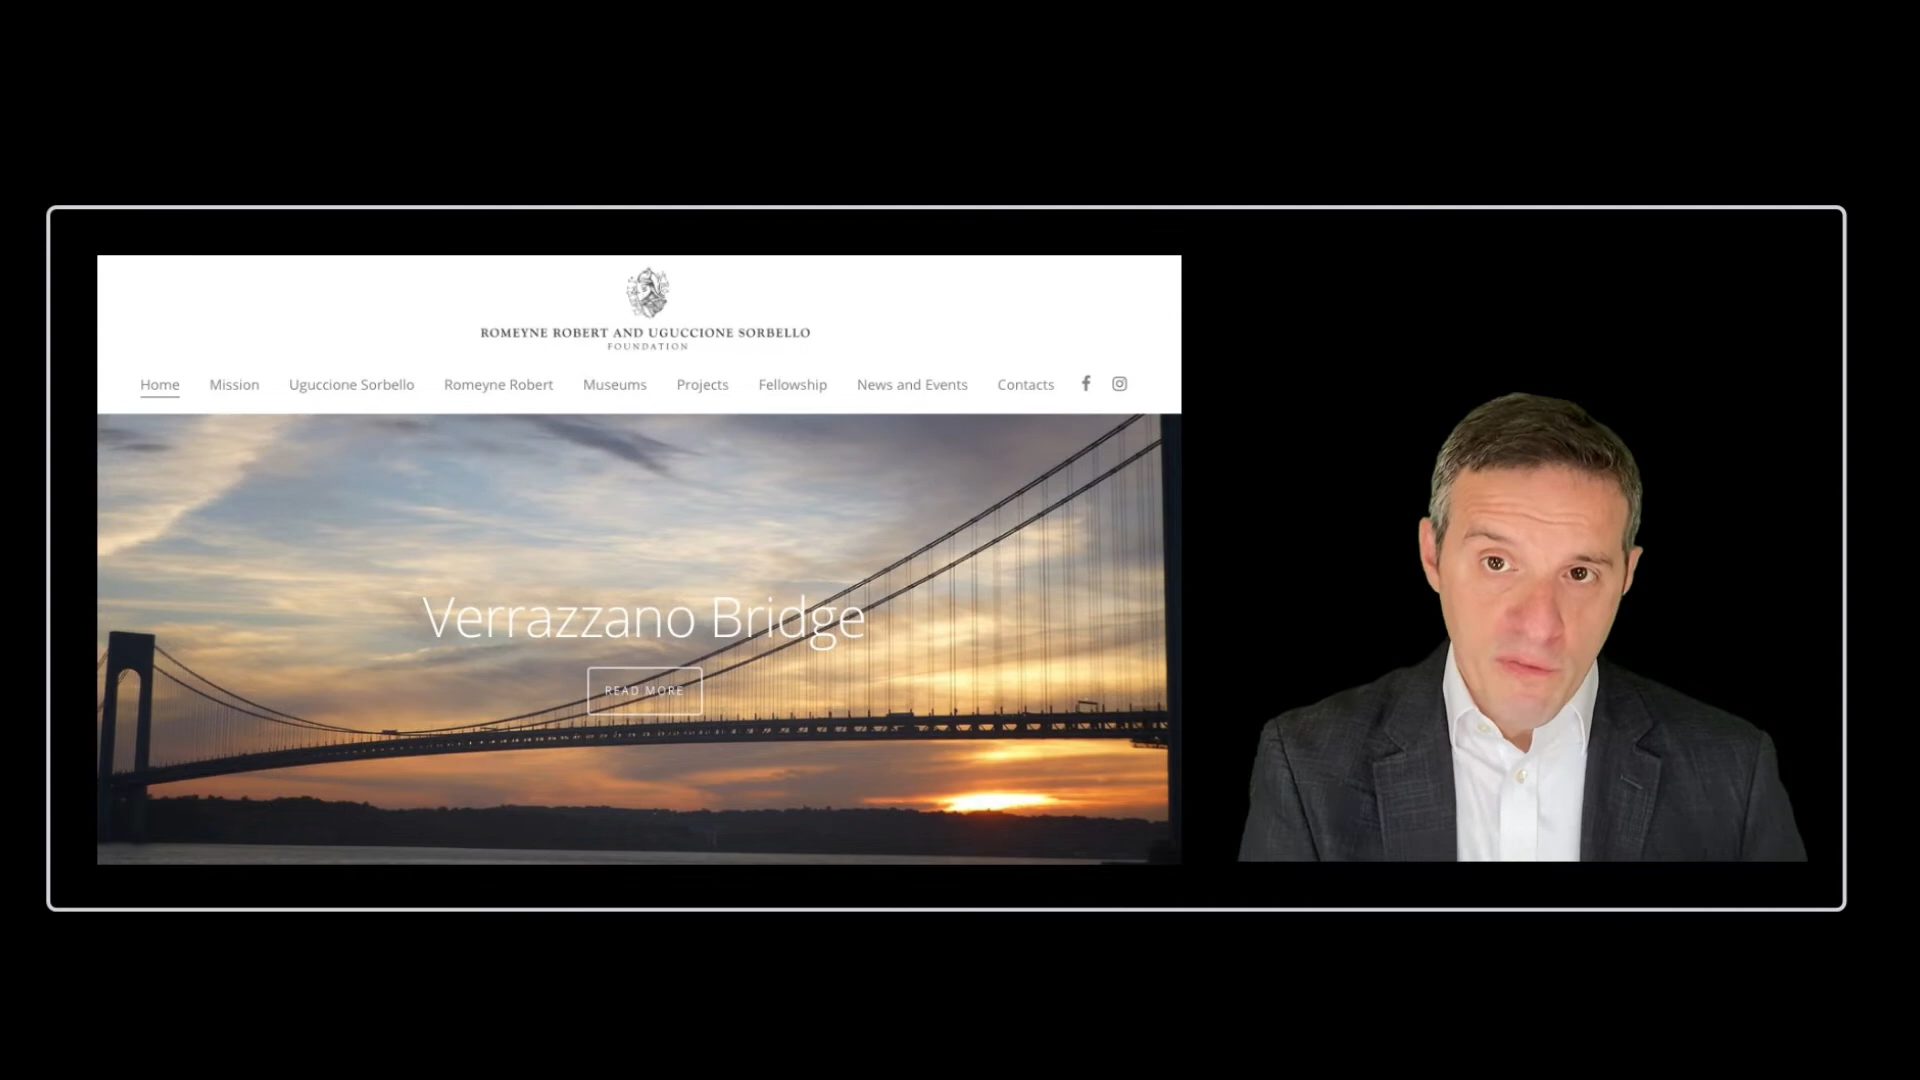 ROMEYNE ROBERT AND UGUCCIONE SORBELLO
FOUNDATION
Home Mission Uguccione Sorbello Romeyne Robert Museums Projects Fellowship News and Events Contacts
Verrazzano Bridge
READ MORE